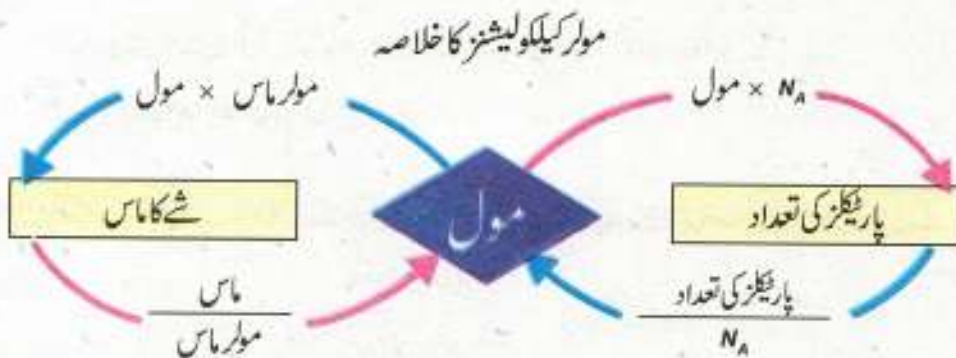 مولر کیلکولیشنز کا خلاصہ
مول × N_A
مولر ماس × مول
پارٹیکلز کی تعداد
مول
شے کا ماس
پارٹیکلز کی تعداد
N_A
ماس
مولر ماس